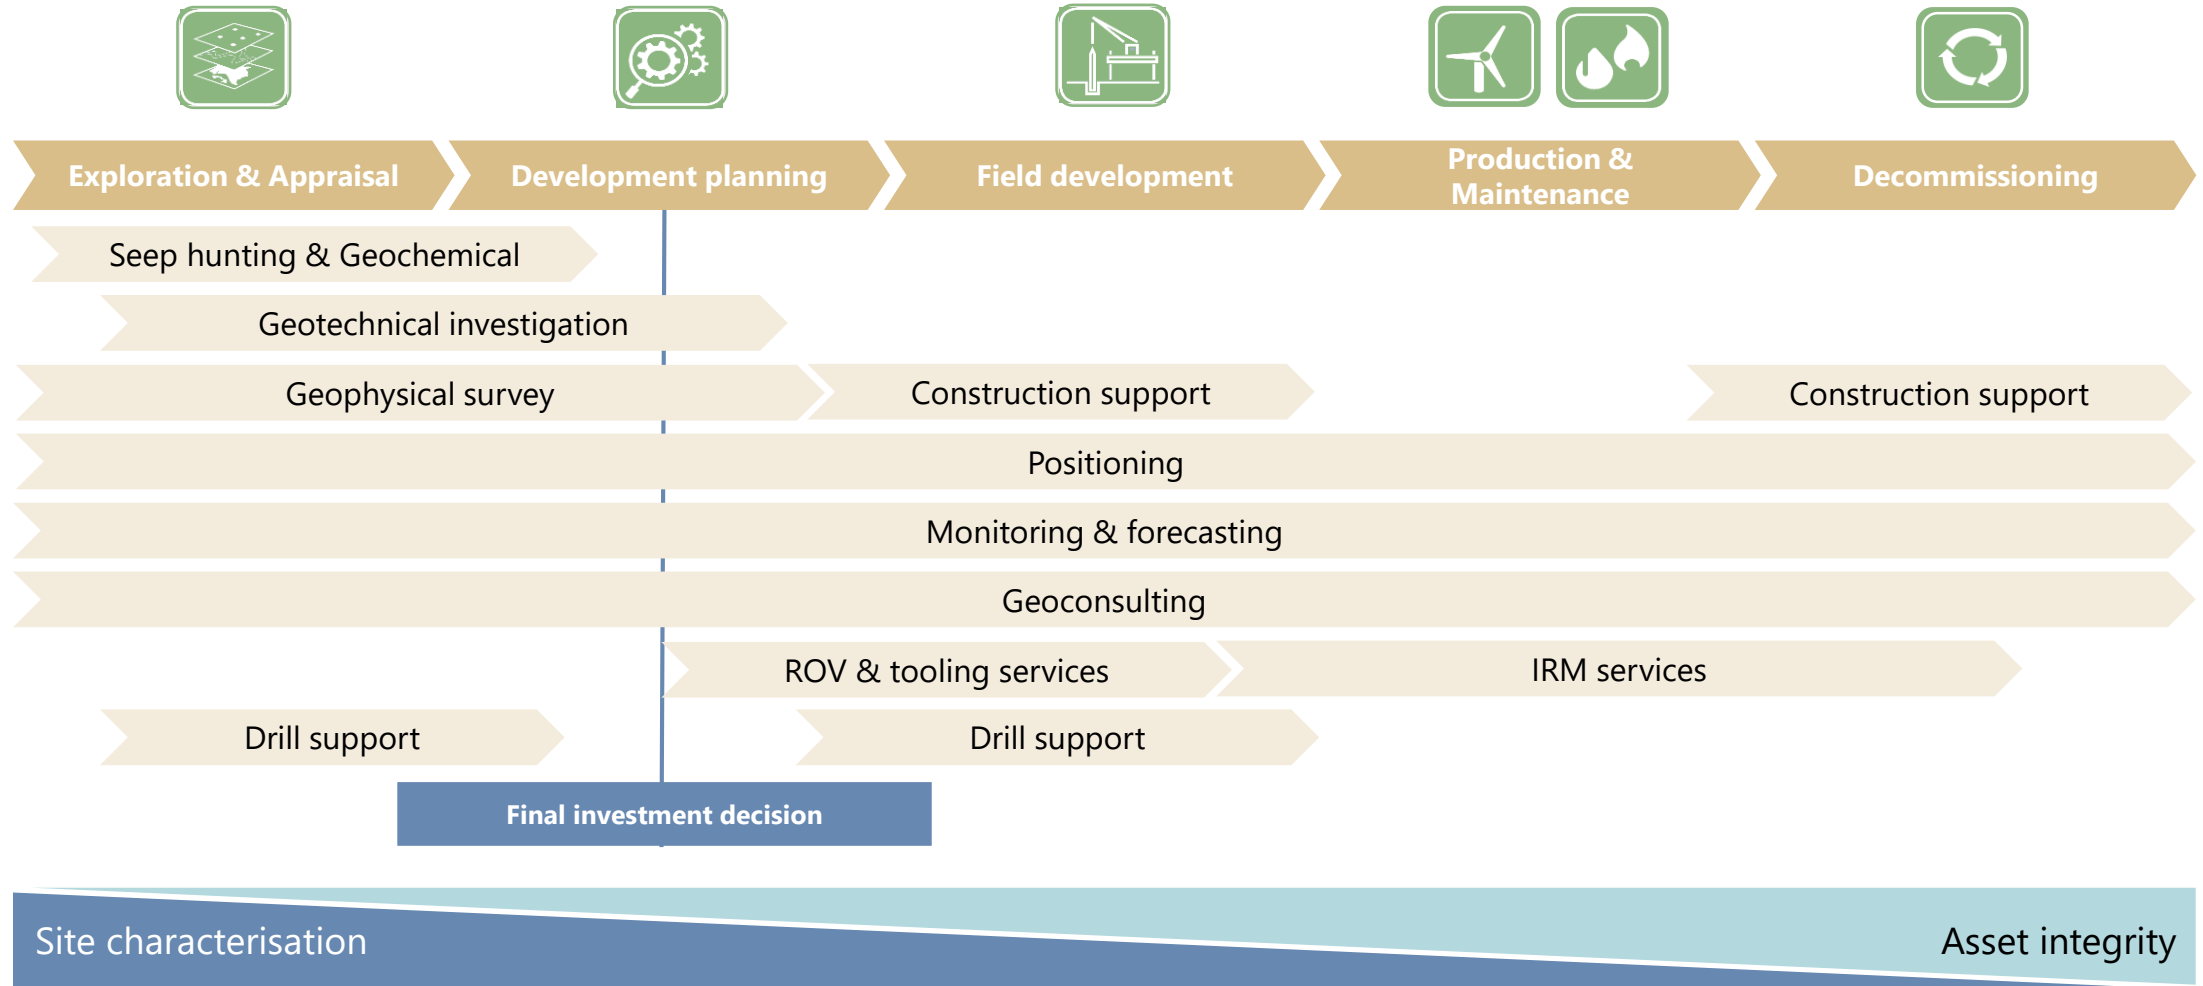 Exploration & Appraisal
Development planning
Field development
Production &
Maintenance
Decommissioning
Seep hunting & Geochemical
Geotechnical investigation
Geophysical survey
Construction support
Construction support
Positioning
Monitoring & forecasting
Geoconsulting
ROV & tooling services
IRM services
Drill support
Drill support
Final investment decision
Site characterisation
Asset integrity